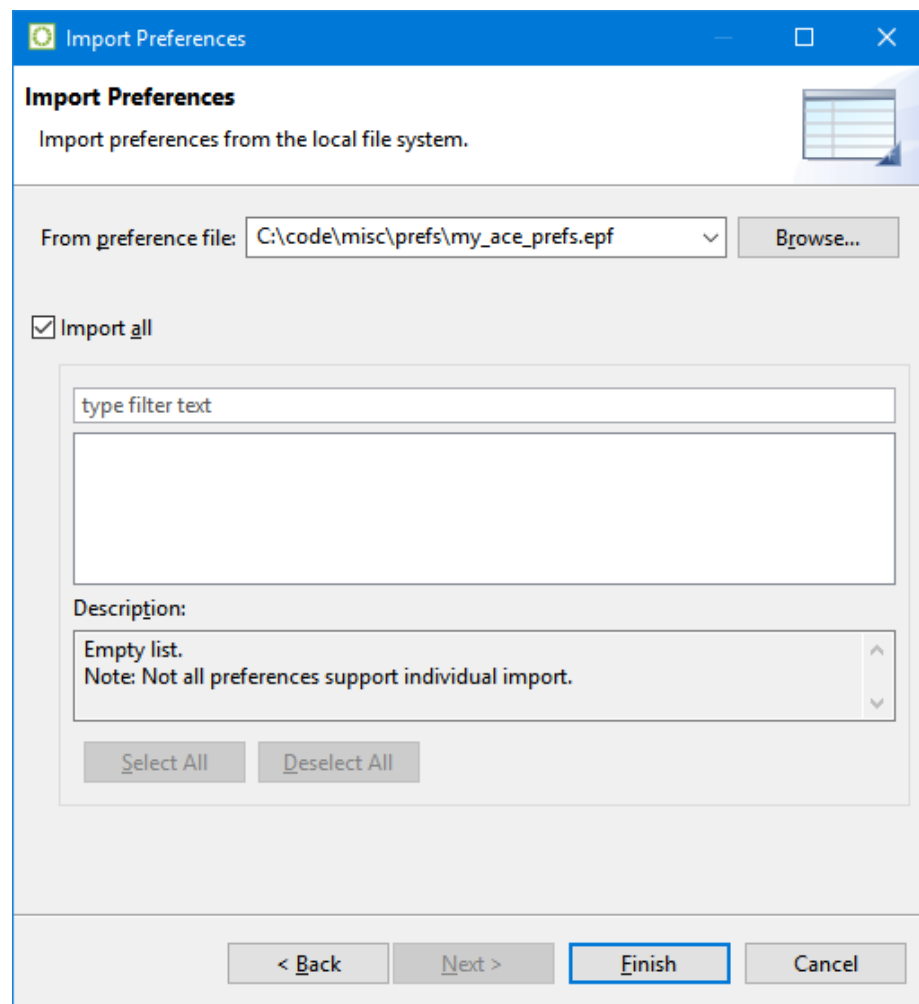 Import Preferences
Import Preferences
Import preferences from the local file system.
From preference file: C:\code\misc\prefs\my_ace_prefs.epf Browse...
Import all
type filter text
Description:
Empty list.
Note: Not all preferences support individual import.
Select All Deselect All
< Back Next > Finish Cancel